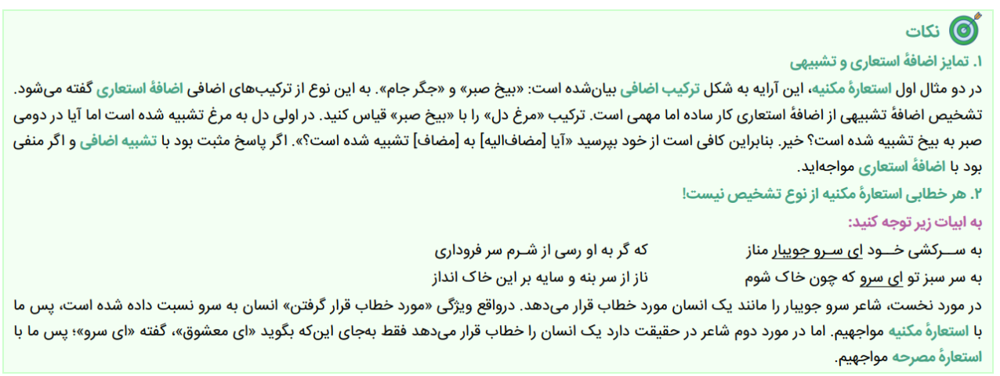 نکات
۱. تمایز اضافهٔ استعاری و تشبیهی
در دو مثال اول استعارهٔ مکنیه، این آرایه به شکل ترکیب اضافی بیان‌شده است: «بیخ صبر» و «جگر جام». به این نوع از ترکیب‌های اضافی اضافهٔ استعاری گفته می‌شود.
تشخیص اضافهٔ تشبیهی از اضافهٔ استعاری کار ساده اما مهمی است. ترکیب «مرغ دل» را با «بیخ صبر» قیاس کنید. در اولی دل به مرغ تشبیه شده است اما آیا در دومی
صبر به بیخ تشبیه شده است؟ خیر. بنابراین کافی است از خود بپرسید «آیا [مضاف‌الیه] به [مضاف] تشبیه شده است؟». اگر پاسخ مثبت بود با تشبیه اضافی و اگر منفی
بود با اضافهٔ استعاری مواجه‌اید.
۲. هر خطابی استعارهٔ مکنیه از نوع تشخیص نیست!
به ابیات زیر توجه کنید:
به ســرکشی خــود ای سـرو جویبار مناز که گر به او رسی از شـرم سر فروداری
به سر سبز تو ای سرو که چون خاک شوم ناز از سر بنه و سایه بر این خاک انداز
در مورد نخست، شاعر سرو جویبار را مانند یک انسان مورد خطاب قرار می‌دهد. درواقع ویژگی «مورد خطاب قرار گرفتن» انسان به سرو نسبت داده شده است، پس ما
با استعارهٔ مکنیه مواجهیم. اما در مورد دوم شاعر در حقیقت دارد یک انسان را خطاب قرار می‌دهد فقط به‌جای این‌که بگوید «ای معشوق»، گفته «ای سرو»؛ پس ما با
استعارهٔ مصرحه مواجهیم.